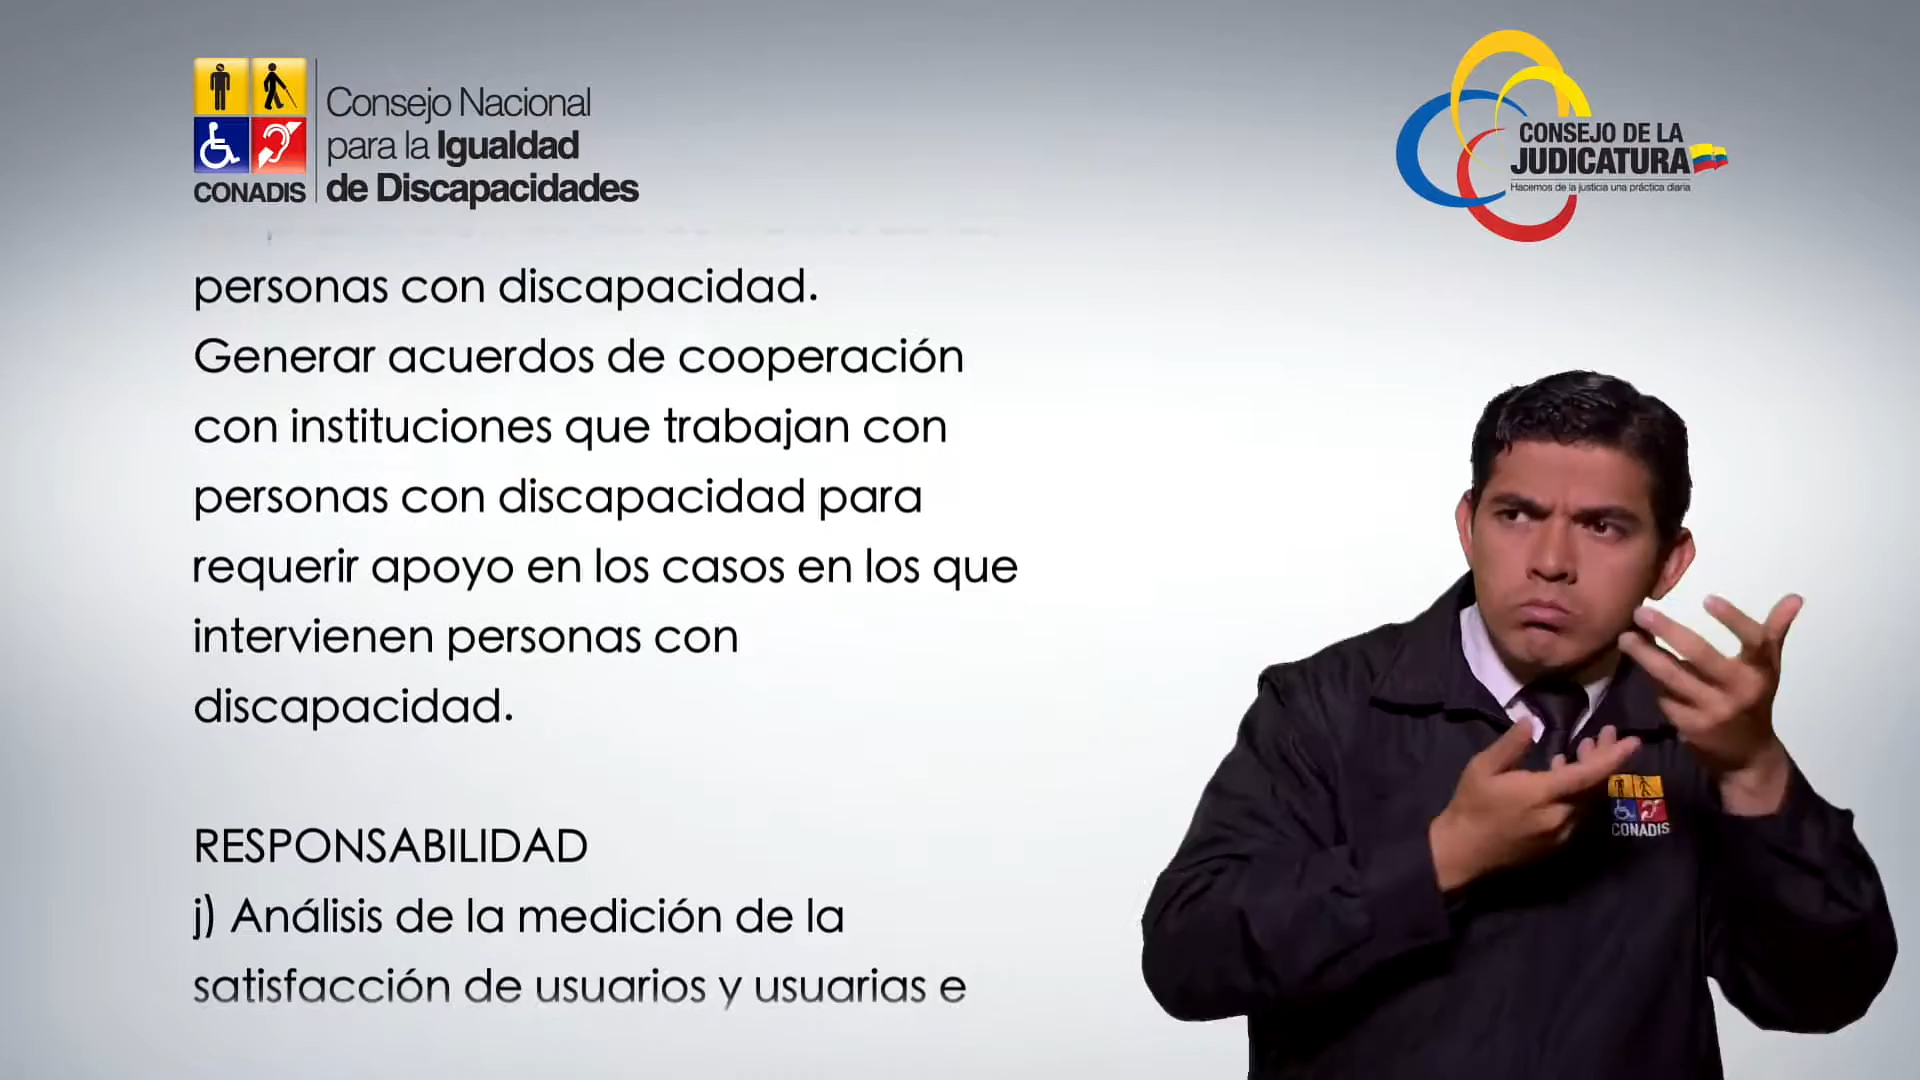 Consejo Nacional
para la Igualdad
de Discapacidades
CONADIS
CONSEJO DE LA
JUDICATURA
Hacemos de la justicia una práctica diaria
personas con discapacidad.
Generar acuerdos de cooperación
con instituciones que trabajan con
personas con discapacidad para
requerir apoyo en los casos en los que
intervienen personas con
discapacidad.
RESPONSABILIDAD
j) Análisis de la medición de la
satisfacción de usuarios y usuarias e
CONADIS